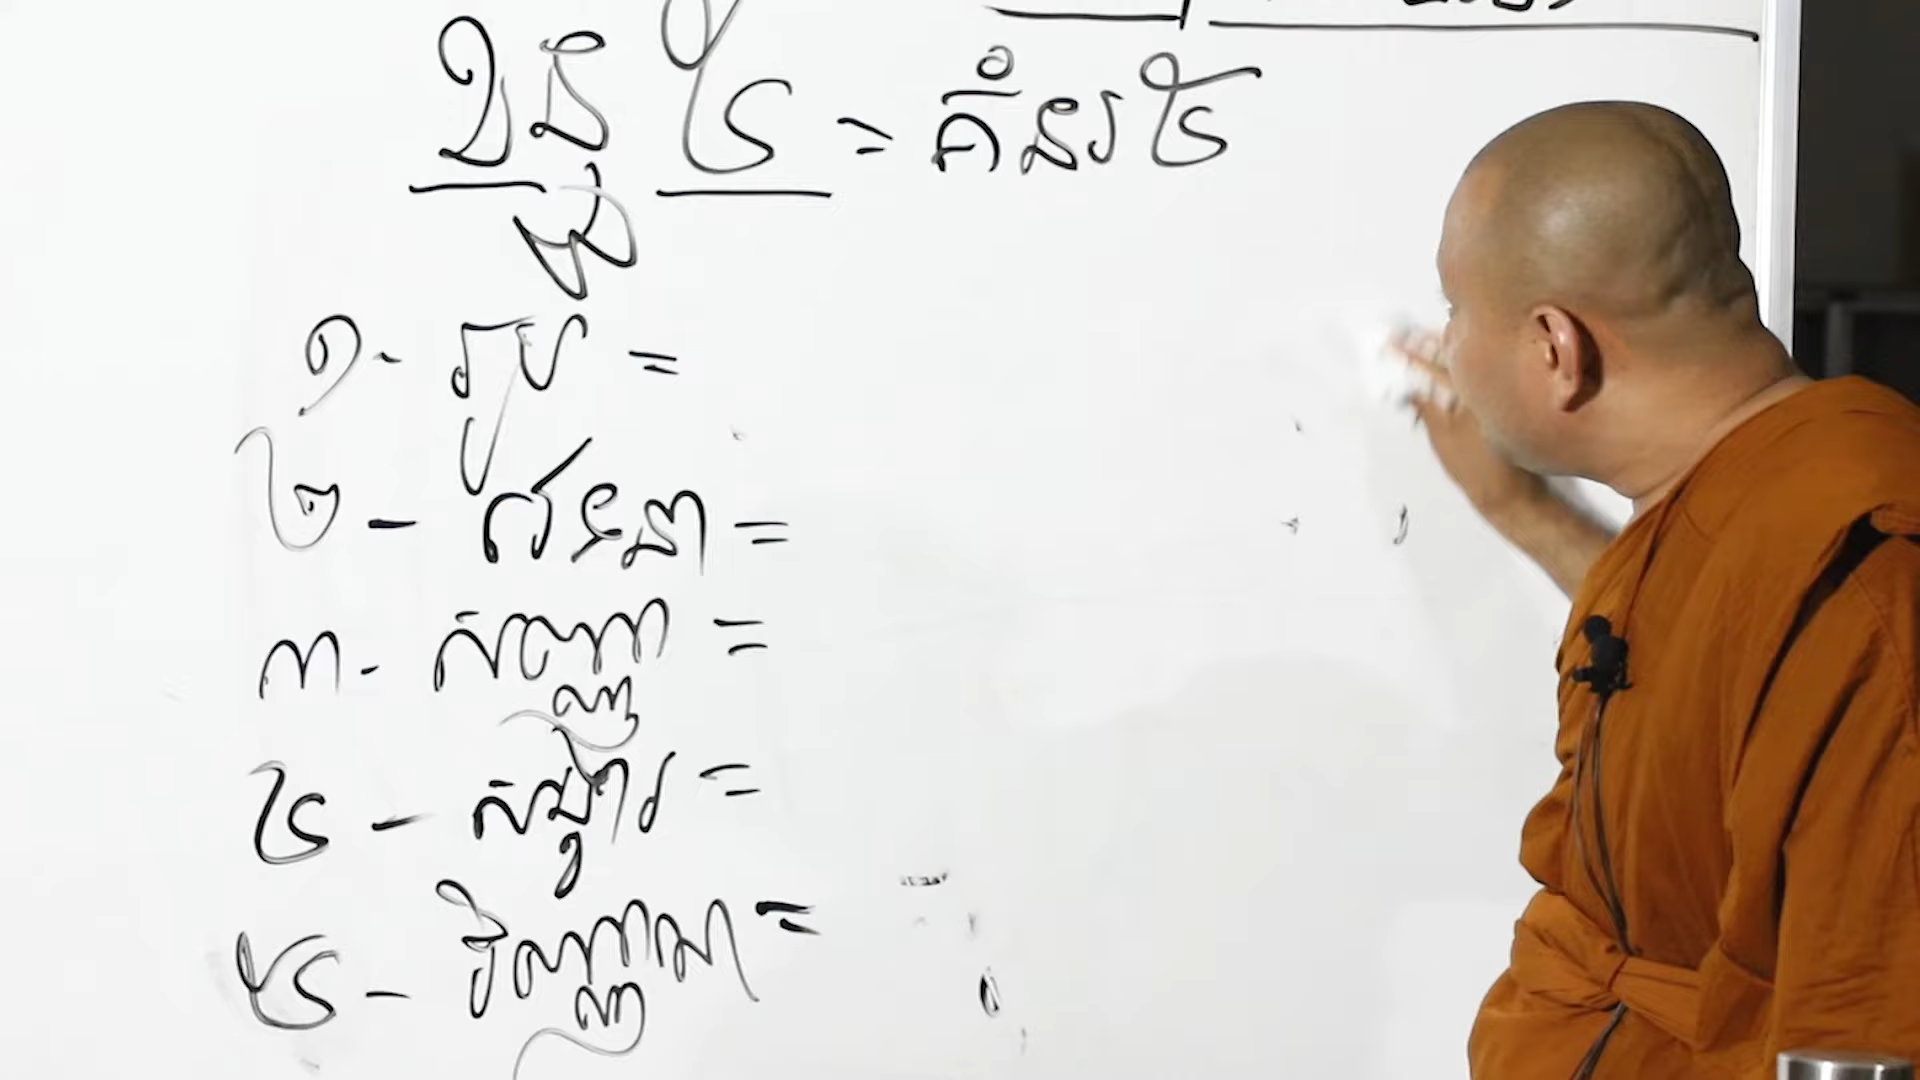 ខន្ធ ៥ = គំនរ ៥
១- រូប =
២- វេទនា =
៣- សញ្ញា =
៤- សង្ខារ =
៥- វិញ្ញាណ =